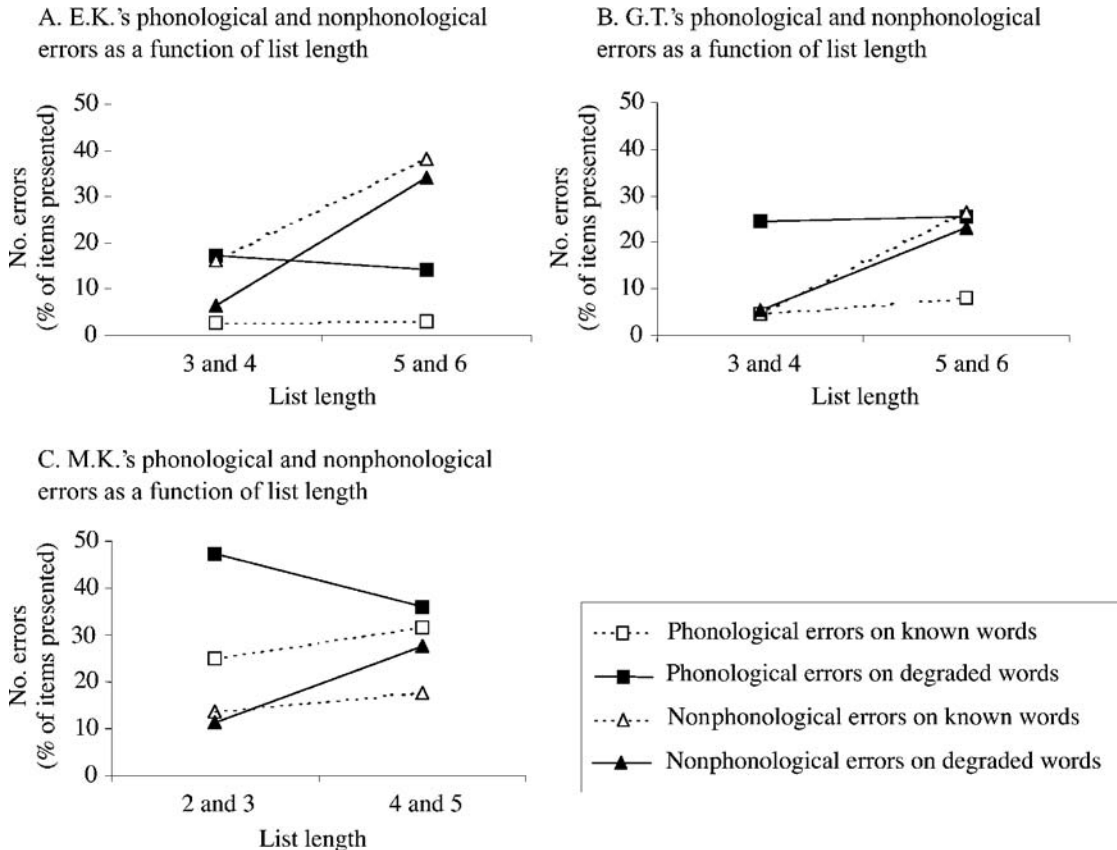 A. E.K.'s phonological and nonphonological
errors as a function of list length
No. errors
(% of items presented)
50
40
30
20
10
0
3 and 4
5 and 6
List length
B. G.T.'s phonological and nonphonological
errors as a function of list length
No. errors
(% of items presented)
50
40
30
20
10
0
3 and 4
5 and 6
List length
C. M.K.'s phonological and nonphonological
errors as a function of list length
No. errors
(% of items presented)
50
40
30
20
10
0
2 and 3
4 and 5
List length
Phonological errors on known words
Phonological errors on degraded words
Nonphonological errors on known words
Nonphonological errors on degraded words